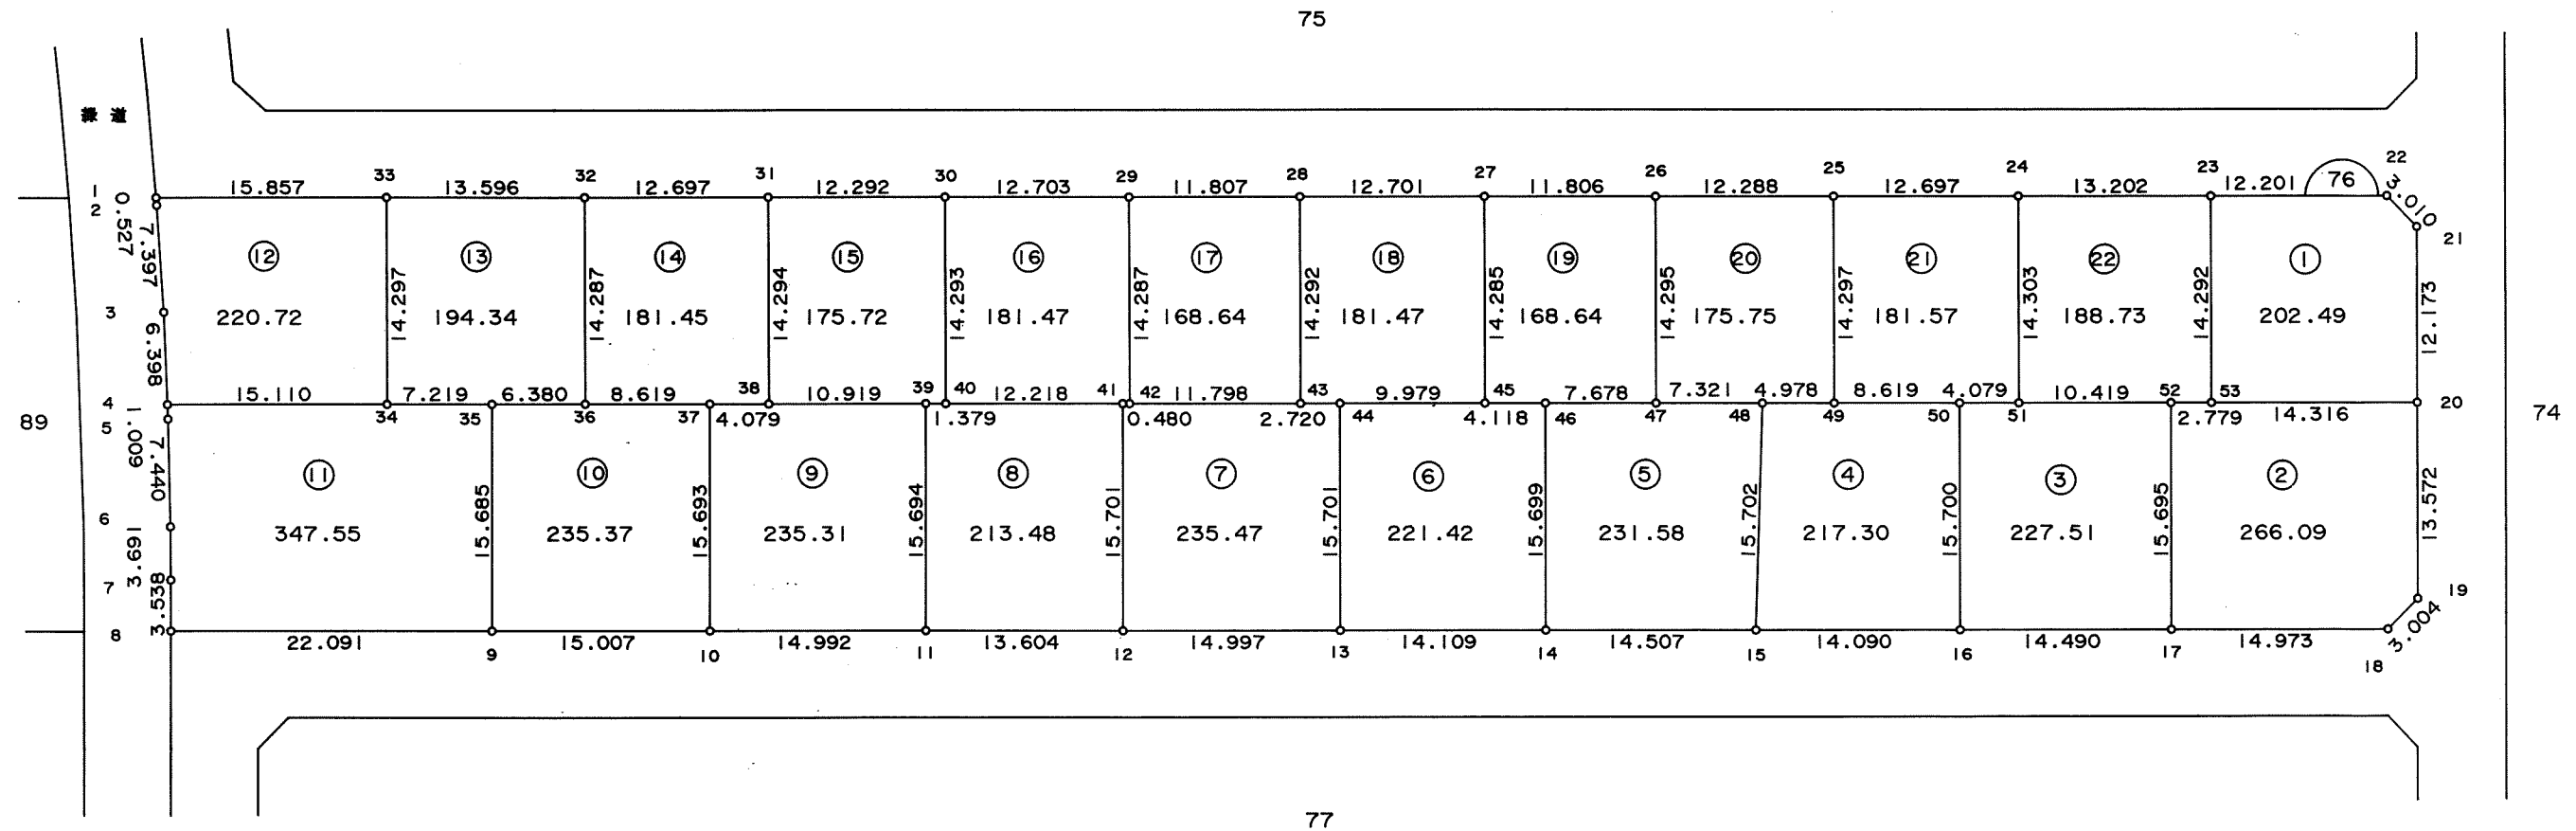 75
緑道
33 32 31 30 29 28 27 26 25 24 23 22
1 15.857 13.596 12.697 12.292 12.703 11.807 12.701 11.806 12.288 12.697 13.202 12.201 76 3.010
2 0.527
21
7.397
⑫ ⑬ ⑭ ⑮ ⑯ ⑰ ⑱ ⑲ ⑳ ㉑ ㉒ ①
14.297 14.287 14.294 14.293 14.287 14.292 14.285 14.295 14.297 14.303 14.292 12.173
3 220.72 194.34 181.45 175.72 181.47 168.64 181.47 168.64 175.75 181.57 188.73 202.49
6.398
15.110 7.219 6.380 8.619 38 10.919 39 40 12.218 41 42 11.798 43 9.979 45 7.678 7.321 4.978 8.619 4.079 10.419 52 53
4 34 35 36 37 4.079 1.379 0.480 2.720 44 4.118 46 47 48 49 50 51 2.779 14.316 20
89 5 1.009 74
7.440
⑪ ⑩ ⑨ ⑧ ⑦ ⑥ ⑤ ④ ③ ②
15.685 15.693 15.694 15.701 15.701 15.699 15.702 15.700 15.695 13.572
6 347.55 235.37 235.31 213.48 235.47 221.42 231.58 217.30 227.51 266.09
3.691
7 3.538 19
8 22.091 15.007 14.992 13.604 14.997 14.109 14.507 14.090 14.490 14.973 3.004
9 10 11 12 13 14 15 16 17 18
77